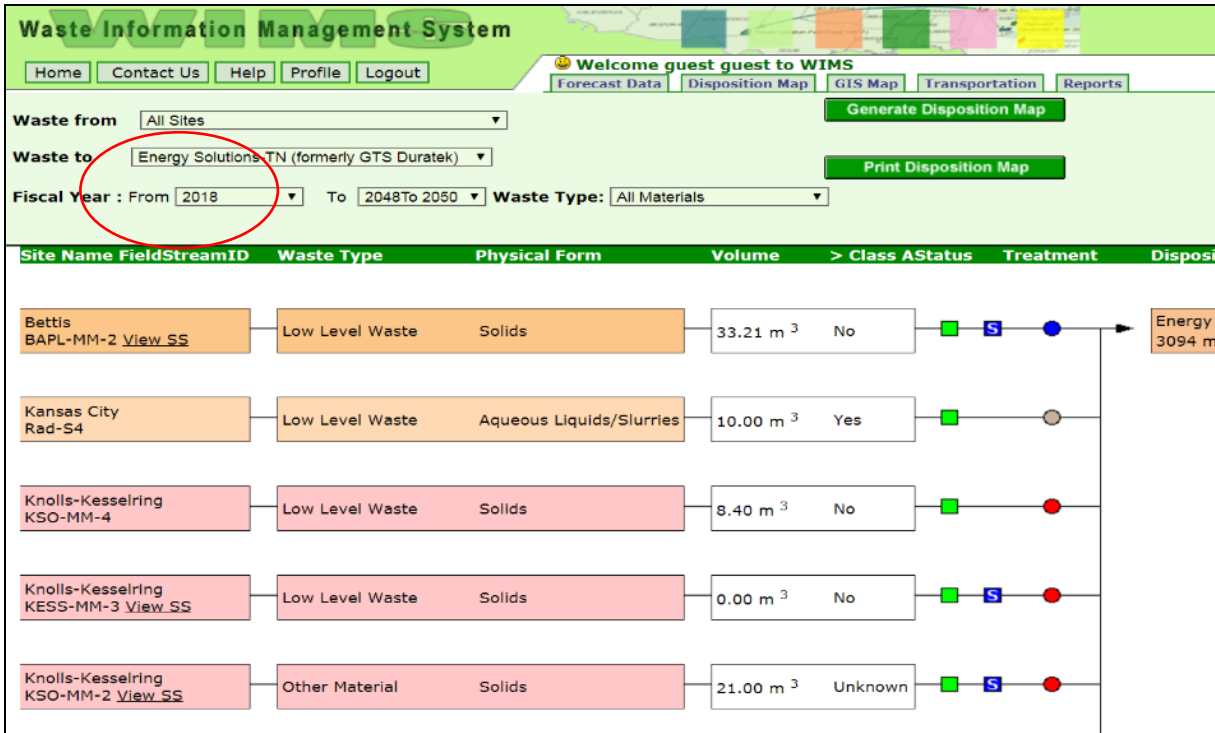 Waste Information Management System
Home Contact Us Help Profile Logout
Welcome guest guest to WIMS
Forecast Data Disposition Map GIS Map Transportation Reports
Waste from All Sites
Generate Disposition Map
Waste to Energy Solutions-TN (formerly GTS Duratek)
Print Disposition Map
Fiscal Year : From 2018 To 2048To 2050 Waste Type: All Materials
Site Name FieldStreamID Waste Type Physical Form Volume > Class AStatus Treatment Disposi
Bettis
BAPL-MM-2 View SS
Low Level Waste Solids 33.21 m 3 No S
Energy
3094 m
Kansas City
Rad-S4
Low Level Waste Aqueous Liquids/Slurries 10.00 m 3 Yes
Knolls-Kesselring
KSO-MM-4
Low Level Waste Solids 8.40 m 3 No
Knolls-Kesselring
KESS-MM-3 View SS
Low Level Waste Solids 0.00 m 3 No S
Knolls-Kesselring
KSO-MM-2 View SS
Other Material Solids 21.00 m 3 Unknown S